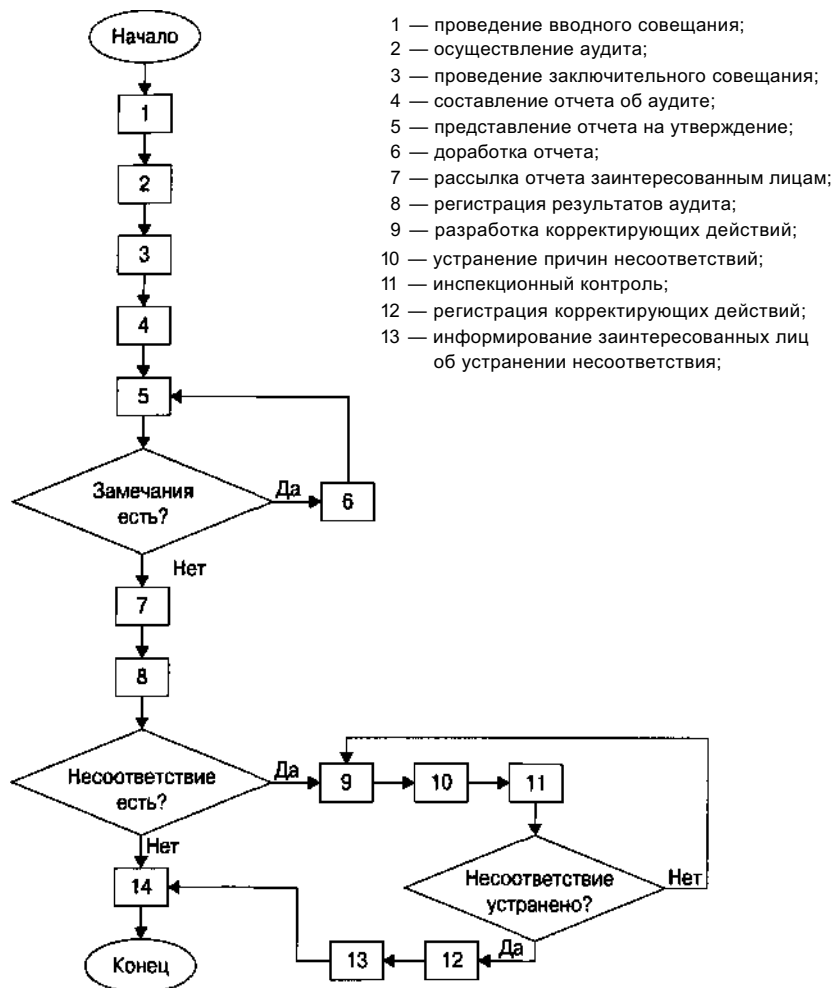 Начало
1
2
3
4
5
Замечания
есть?
Да
6
Нет
7
8
Несоответствие
есть?
Да
9
10
11
Несоответствие
устранено?
Нет
Да
12
13
Нет
14
Конец
1 — проведение вводного совещания;
2 — осуществление аудита;
3 — проведение заключительного совещания;
4 — составление отчета об аудите;
5 — представление отчета на утверждение;
6 — доработка отчета;
7 — рассылка отчета заинтересованным лицам;
8 — регистрация результатов аудита;
9 — разработка корректирующих действий;
10 — устранение причин несоответствий;
11 — инспекционный контроль;
12 — регистрация корректирующих действий;
13 — информирование заинтересованных лиц
об устранении несоответствия;